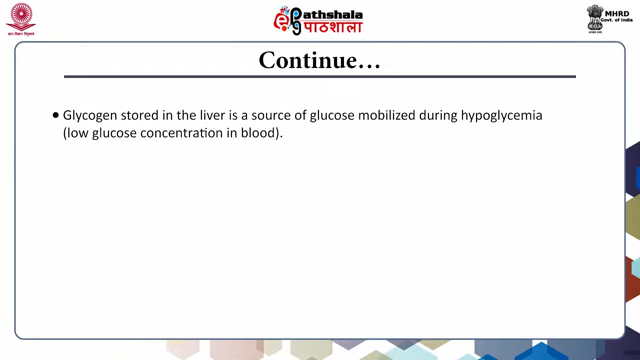 Pathshala
पाठशाला
MHRD
Govt. of India
Continue...
• Glycogen stored in the liver is a source of glucose mobilized during hypoglycemia
(low glucose concentration in blood).